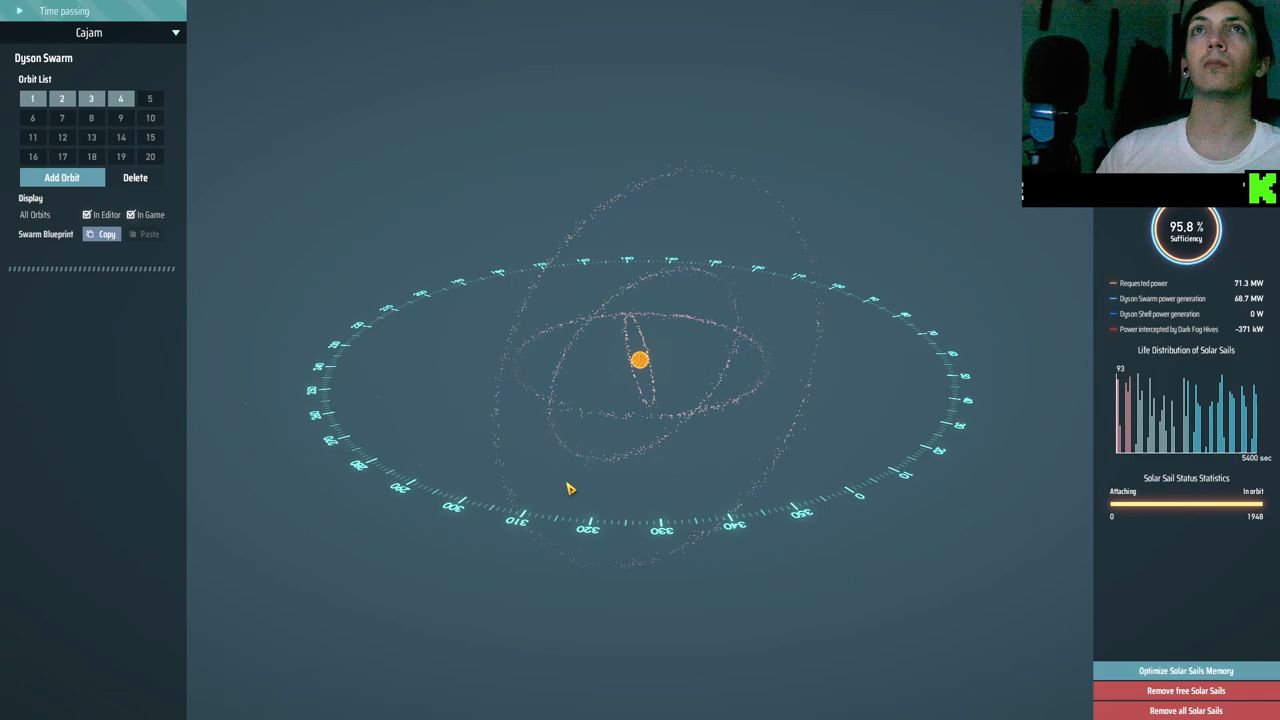 Time passing
Cajam
Dyson Swarm
Orbit List
1 2 3 4 5
6 7 8 9 10
11 12 13 14 15
16 17 18 19 20
Add Orbit Delete
Display
All Orbits In Editor In Game
Swarm Blueprint Copy Paste
95.8 %
Sufficiency
Requested power 71.3 MW
Dyson Swarm power generation 68.7 MW
Dyson Shell power generation 0 W
Power intercepted by Dark Fog Hives -371 kW
Life Distribution of Solar Sails
93
5400 sec
Solar Sail Status Statistics
Attaching In orbit
0 1948
Optimize Solar Sails Memory
Remove free Solar Sails
Remove all Solar Sails
280
290
300
310
320
330
340
350
0
10
K